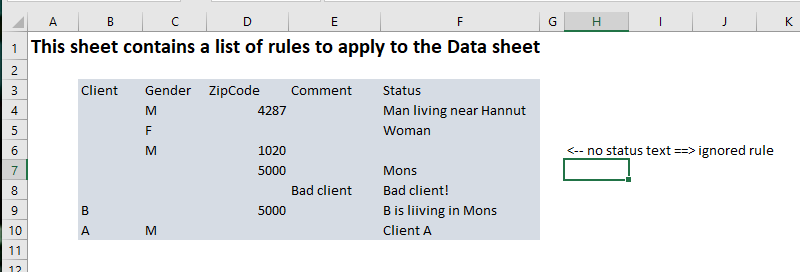 A B C D E F G H I J K
1 This sheet contains a list of rules to apply to the Data sheet
2
3 Client Gender ZipCode Comment Status
4 M 4287 Man living near Hannut
5 F Woman
6 M 1020 <-- no status text ==> ignored rule
7 5000 Mons
8 Bad client Bad client!
9 B 5000 B is liiving in Mons
10 A M Client A
11
12